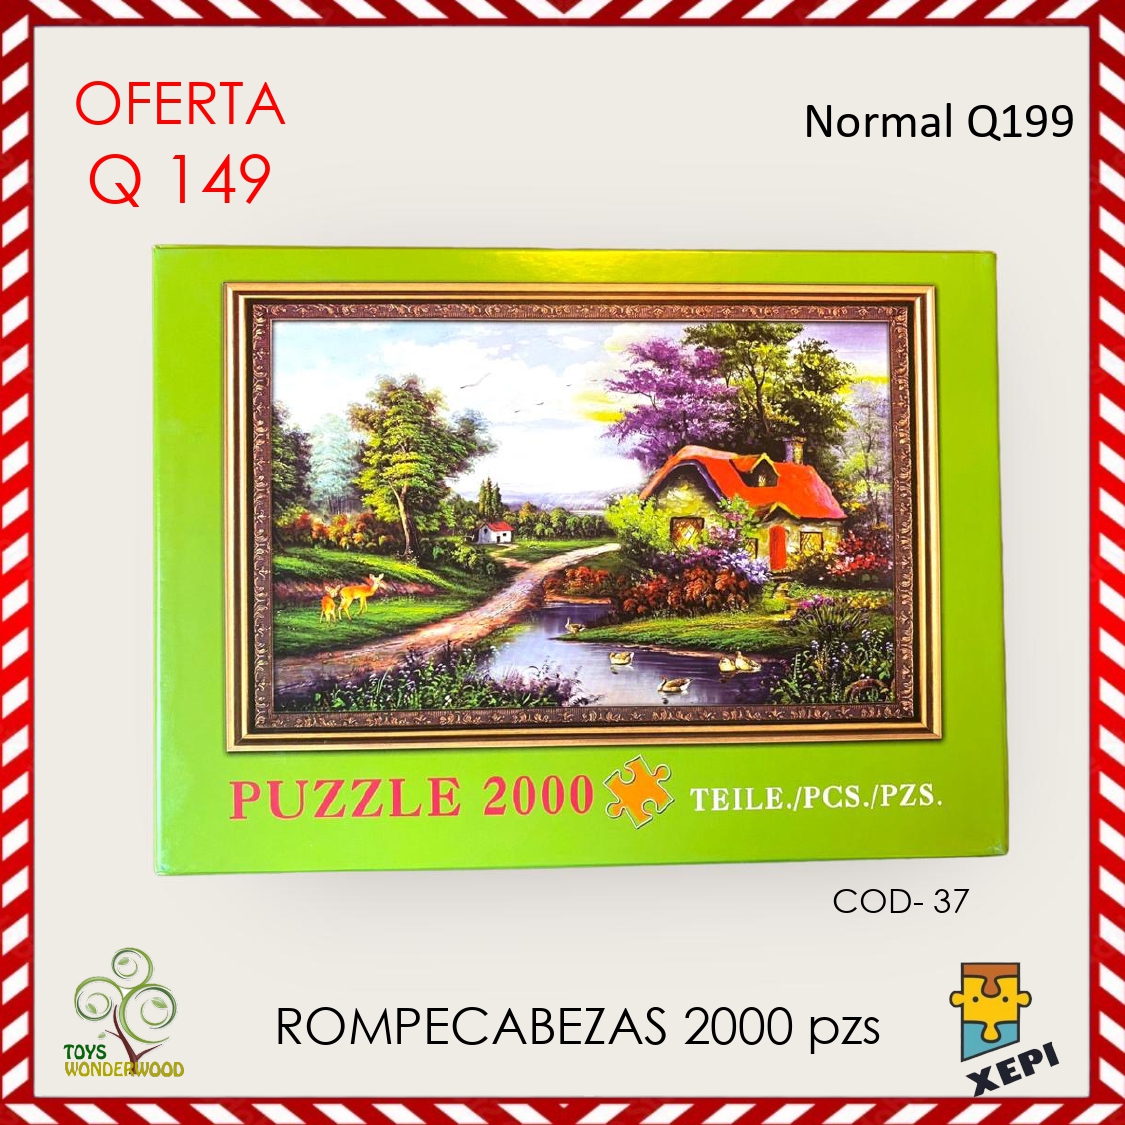 OFERTA
Q 149
Normal Q199
PUZZLE 2000 TEILE./PCS./PZS.
COD- 37
TOYS
WONDERWOOD
ROMPECABEZAS 2000 pzs
XEPI